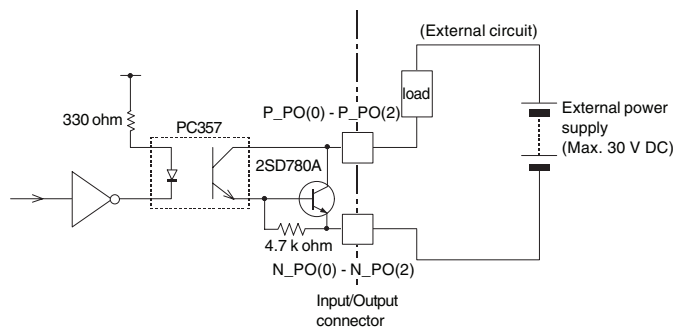 (External circuit)
load
P_PO(0) - P_PO(2)
330 ohm
PC357
External power
supply
(Max. 30 V DC)
2SD780A
4.7 k ohm
N_PO(0) - N_PO(2)
Input/Output
connector